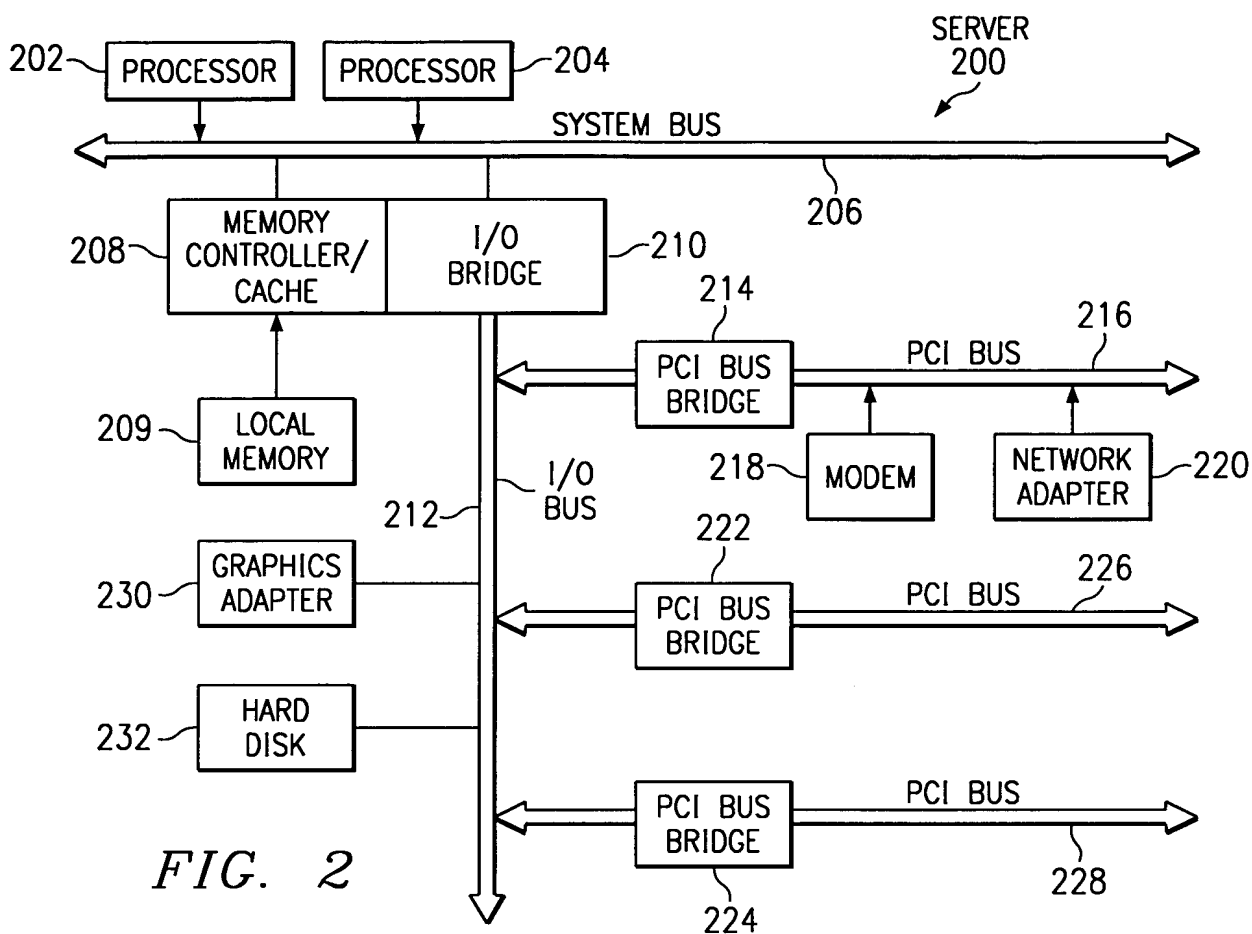 SERVER
200
202
PROCESSOR
PROCESSOR
204
SYSTEM BUS
206
208
MEMORY
CONTROLLER/
CACHE
I/O
BRIDGE
210
214
PCI BUS
BRIDGE
PCI BUS
216
209
LOCAL
MEMORY
218
MODEM
NETWORK
ADAPTER
220
212
I/O
BUS
222
230
GRAPHICS
ADAPTER
PCI BUS
BRIDGE
PCI BUS
226
232
HARD
DISK
PCI BUS
BRIDGE
224
PCI BUS
228
FIG. 2